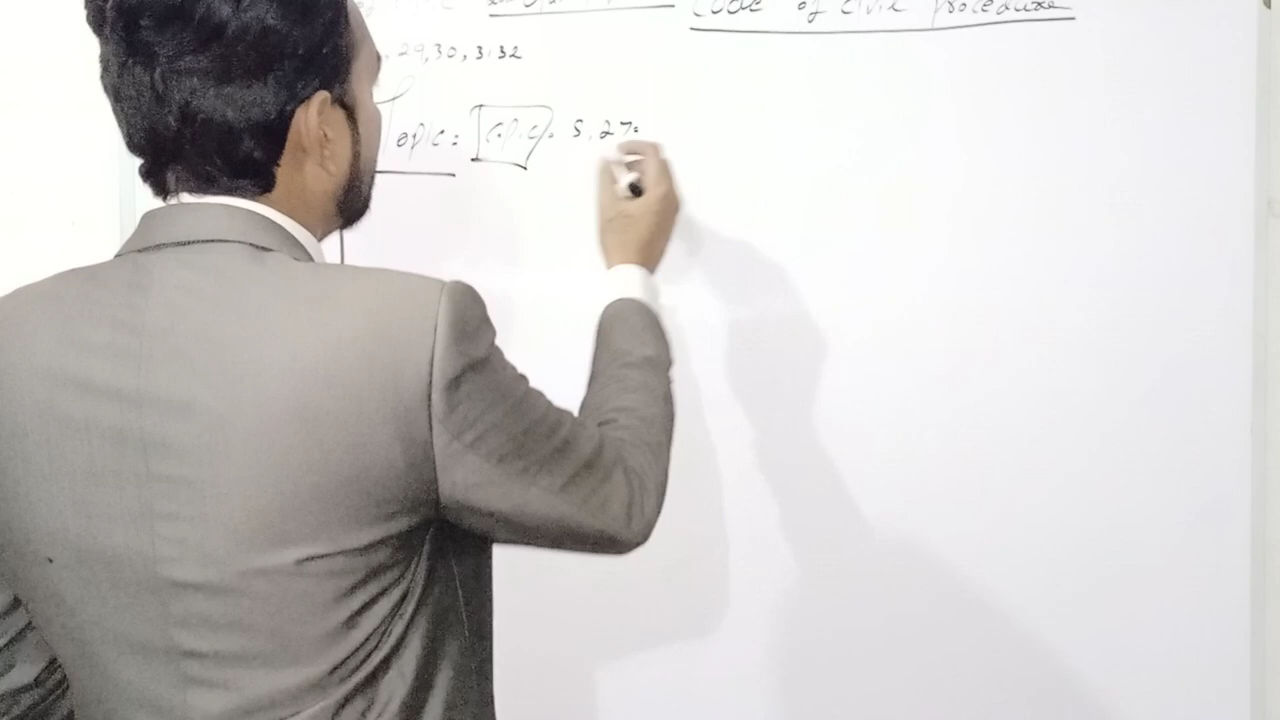 Code of Civil Procedure
, 29,30, 31 32
Topic = (C.P.C). S. 27.